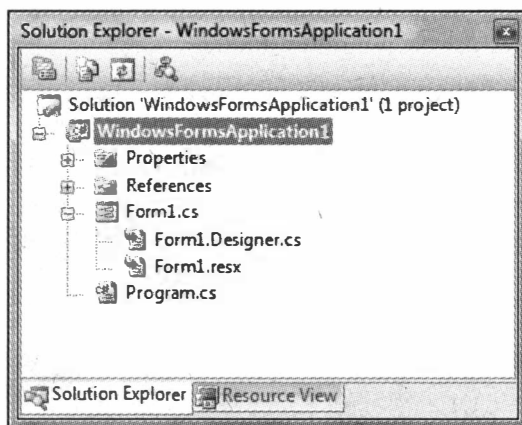 Solution Explorer - WindowsFormsApplication1
Solution 'WindowsFormsApplication1' (1 project)
WindowsFormsApplication1
Properties
References
Form1.cs
Form1.Designer.cs
Form1.resx
Program.cs
Solution Explorer Resource View